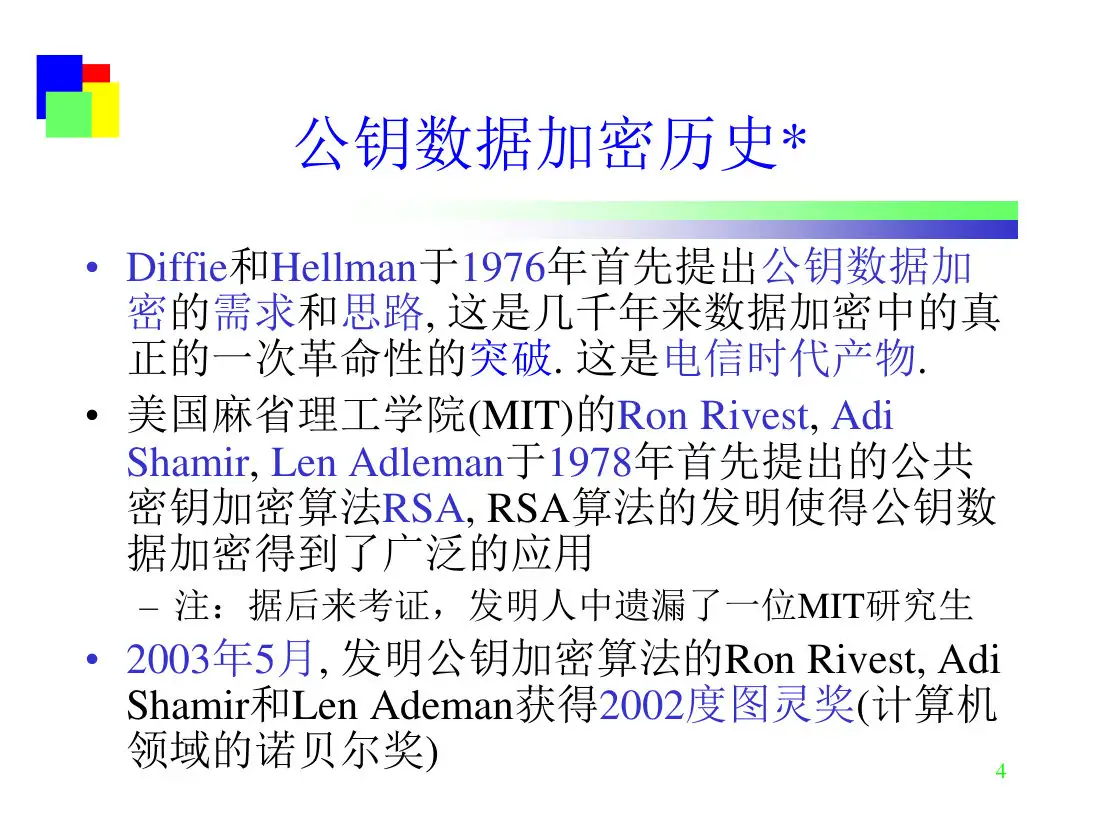 公钥数据加密历史*
• Diffie和Hellman于1976年首先提出公钥数据加
密的需求和思路, 这是几千年来数据加密中的真
正的一次革命性的突破. 这是电信时代产物.
• 美国麻省理工学院(MIT)的Ron Rivest, Adi
Shamir, Len Adleman于1978年首先提出的公共
密钥加密算法RSA, RSA算法的发明使得公钥数
据加密得到了广泛的应用
– 注：据后来考证，发明人中遗漏了一位MIT研究生
• 2003年5月, 发明公钥加密算法的Ron Rivest, Adi
Shamir和Len Ademan获得2002度图灵奖(计算机
领域的诺贝尔奖)
4